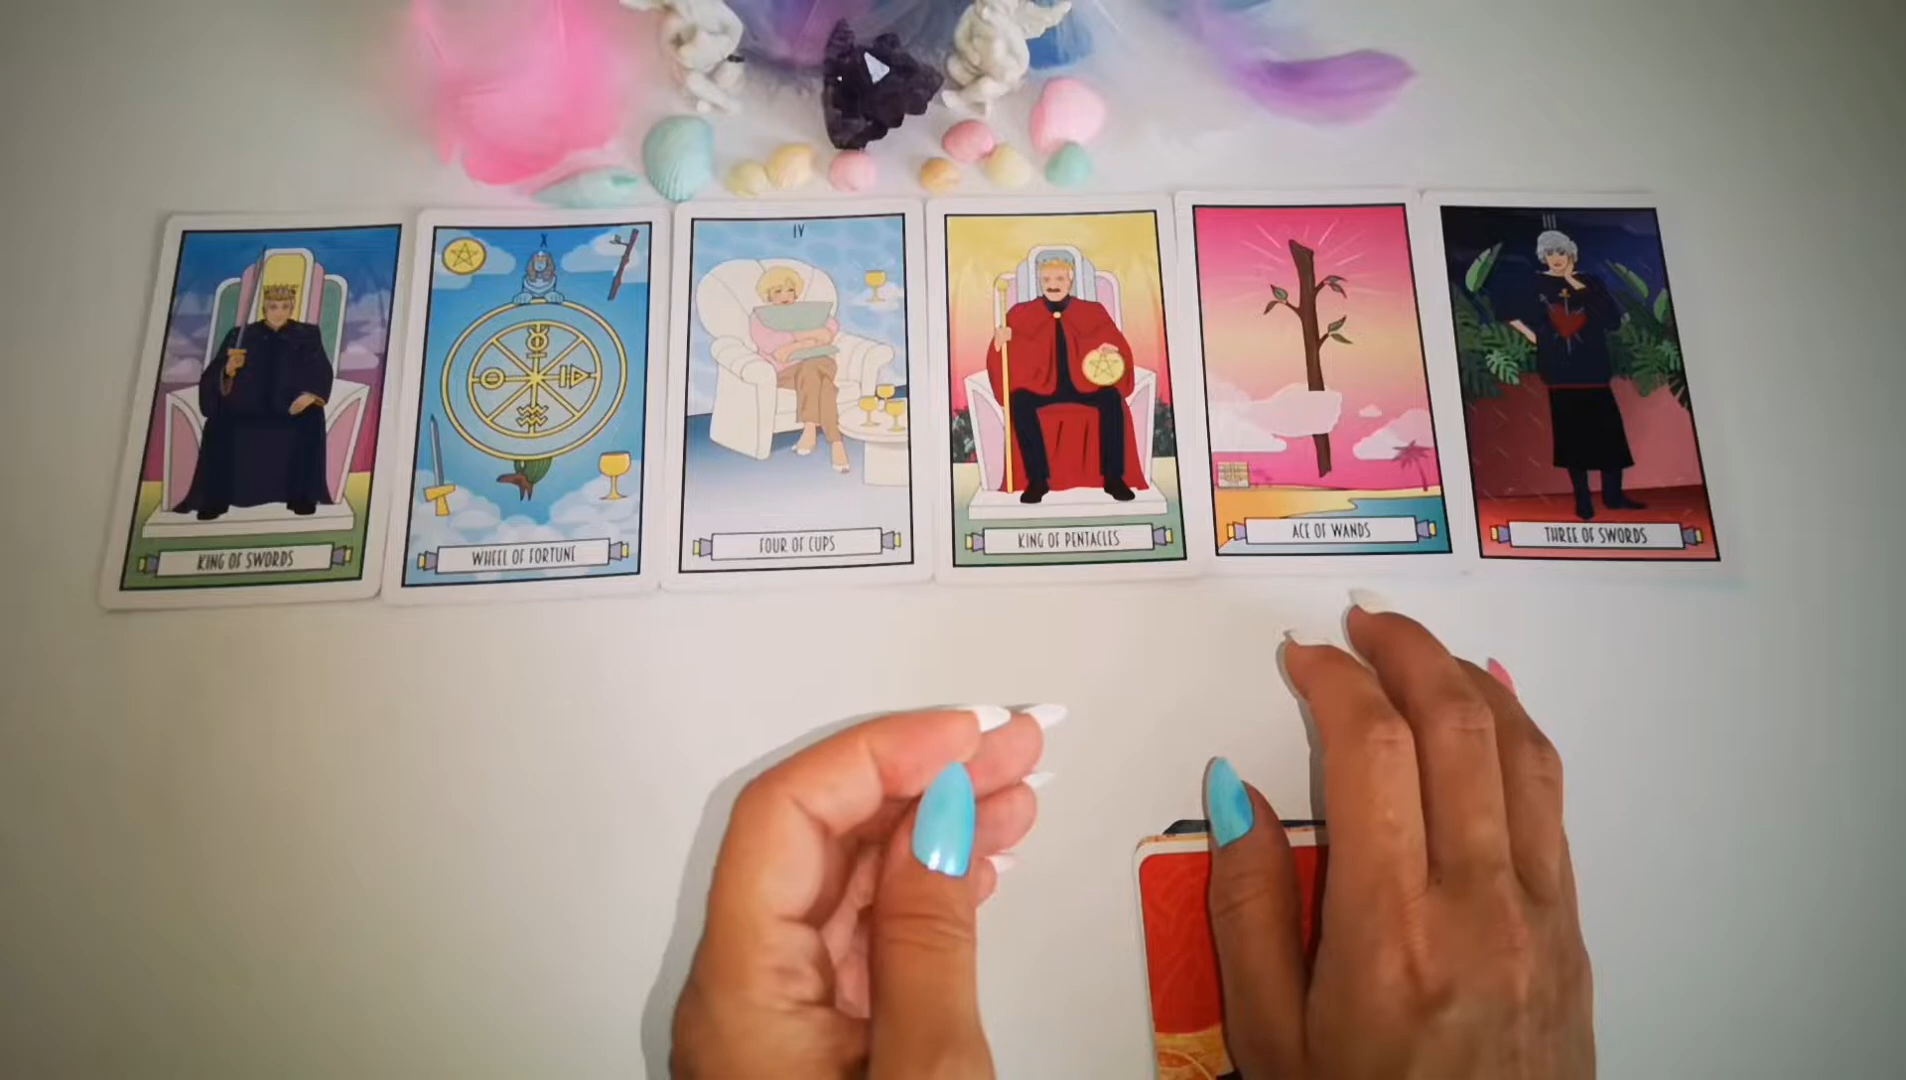 X
IV
III
KING OF SWORDS
WHEEL OF FORTUNE
FOUR OF CUPS
KING OF PENTACLES
ACE OF WANDS
THREE OF SWORDS